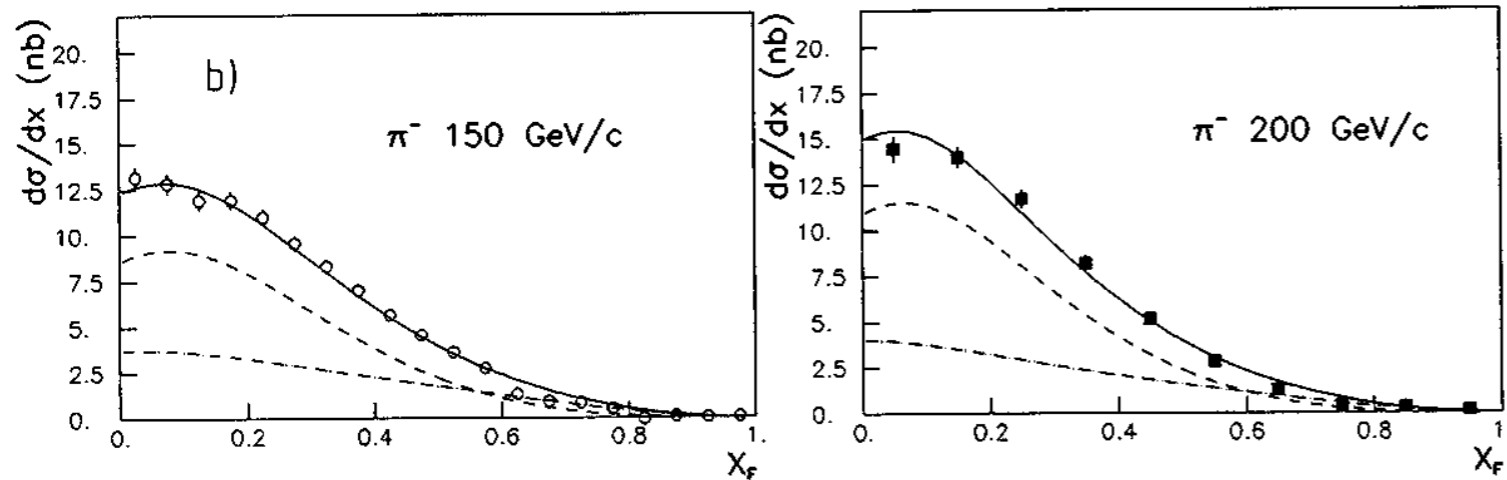 b)
π⁻ 150 GeV/c
dσ/dx (nb)
20.
17.5
15.
12.5
10.
7.5
5.
2.5
0.
0. 0.2 0.4 0.6 0.8 1.
X_F
π⁻ 200 GeV/c
dσ/dx (nb)
20.
17.5
15.
12.5
10.
7.5
5.
2.5
0.
0. 0.2 0.4 0.6 0.8 1
X_F